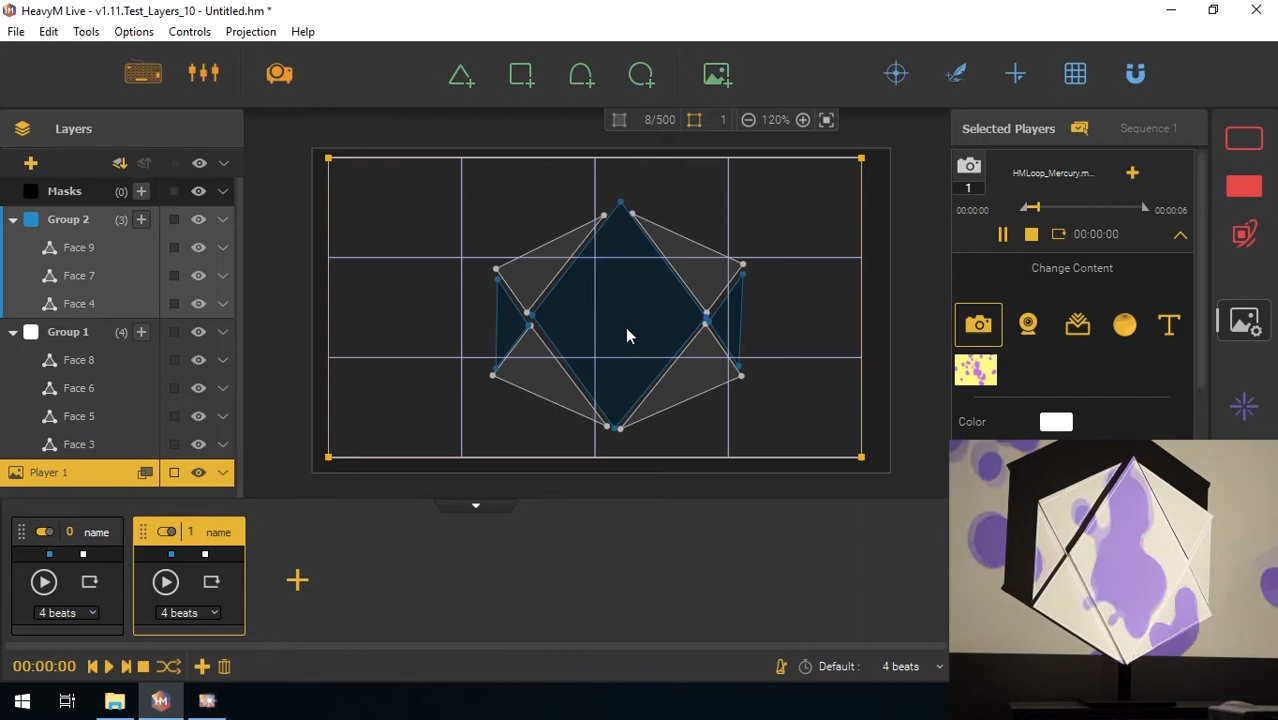 HeavyM Live - v1.11.Test_Layers_10 - Untitled.hm *
File Edit Tools Options Controls Projection Help
8/500 1 120%
Layers
Masks (0)
Group 2 (3)
Face 9
Face 7
Face 4
Group 1 (4)
Face 8
Face 6
Face 5
Face 3
Player 1
Selected Players Sequence 1
HMLoop_Mercury.m...
1
00:00:00 00:00:06
00:00:00
Change Content
T
Color
0 name
4 beats
1 name
4 beats
00:00:00
Default : 4 beats
HM